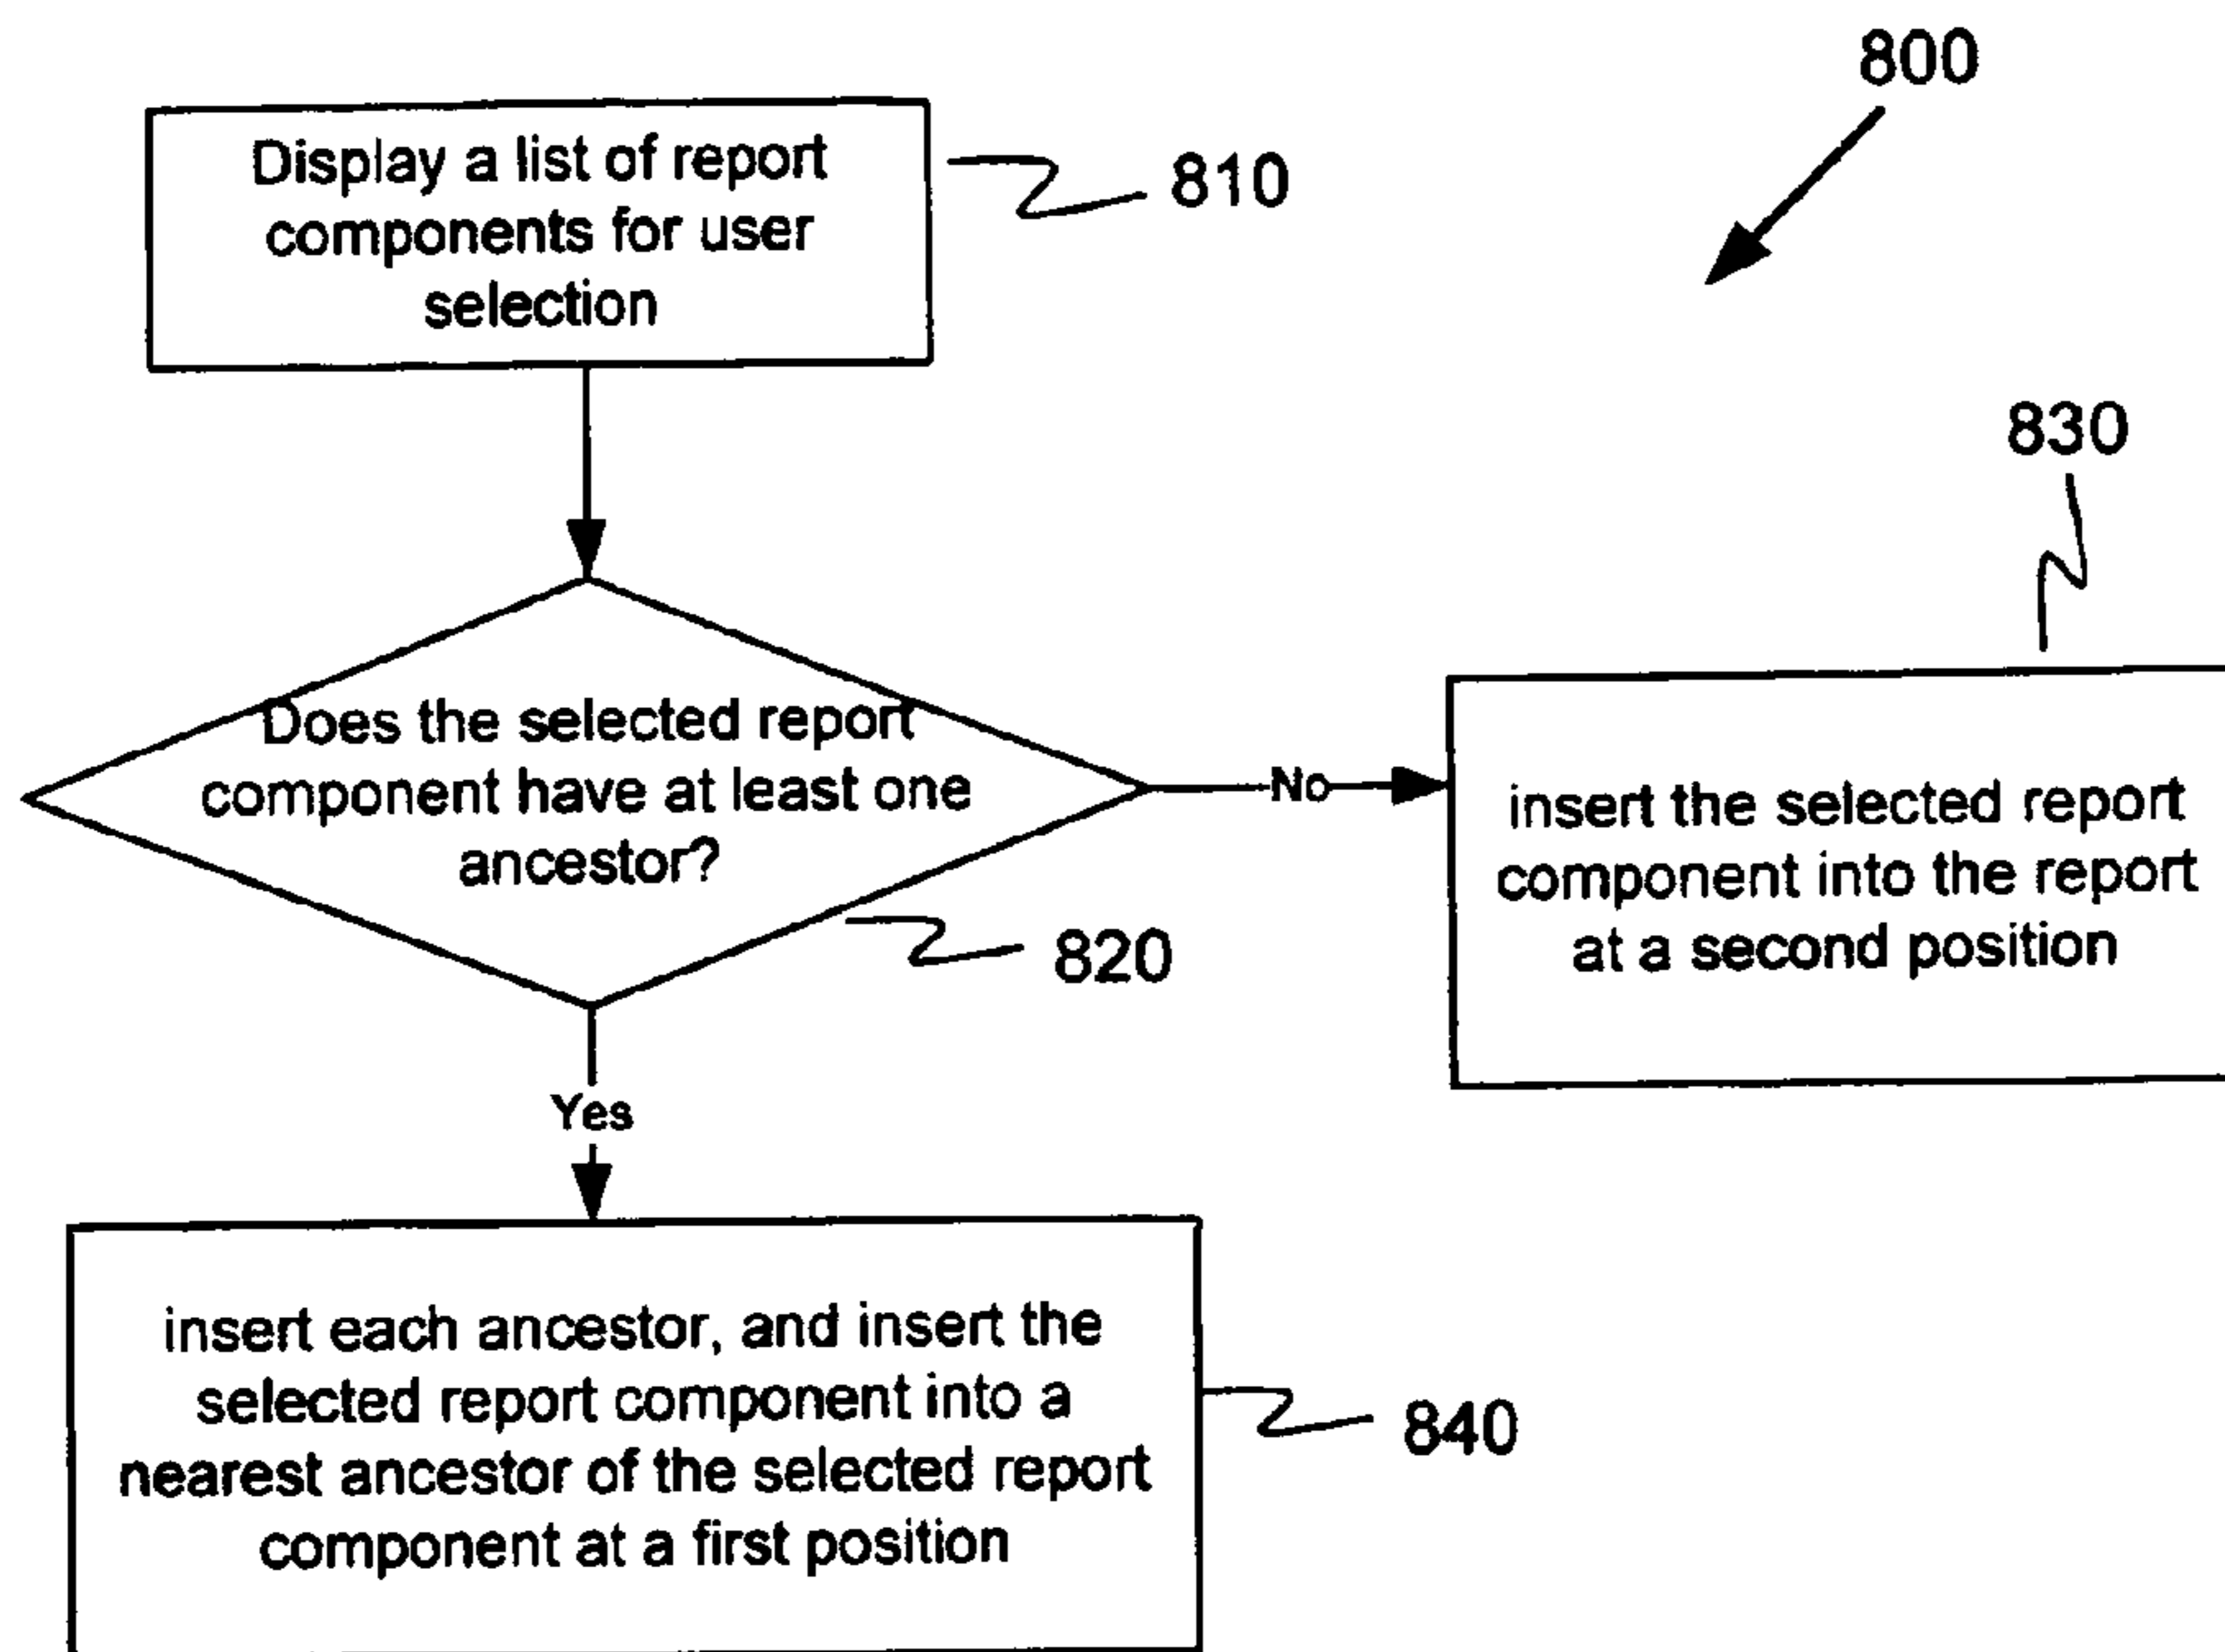 800
Display a list of report
components for user
selection
810
830
Does the selected report
component have at least one
ancestor?
No
insert the selected report
component into the report
at a second position
820
Yes
insert each ancestor, and insert the
selected report component into a
nearest ancestor of the selected report
component at a first position
840